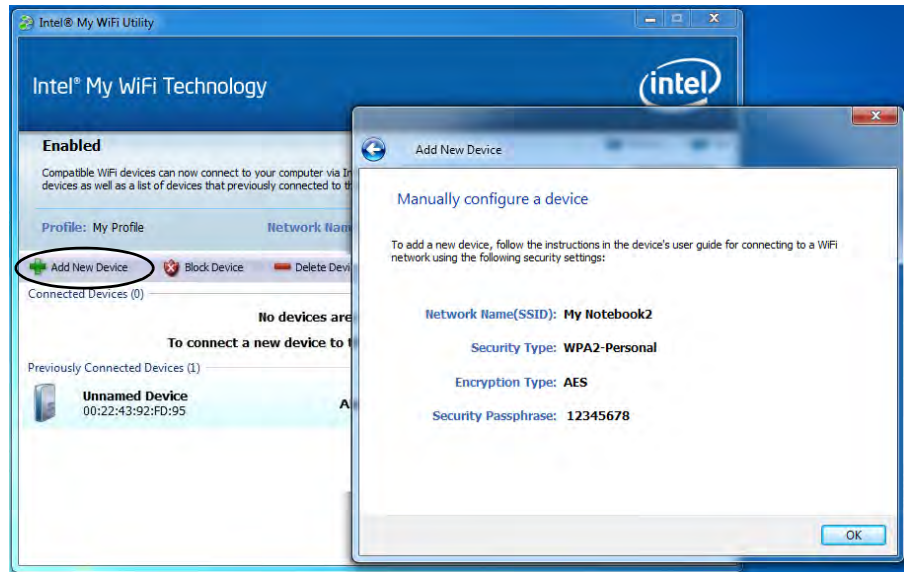 Intel® My WiFi Utility
Intel® My WiFi Technology
intel
Enabled
Compatible WiFi devices can now connect to your computer via
devices as well as a list of devices that previously connected to
Profile: My Profile
Network
Add New Device
Block Device
Delete
Connected Devices (0)
No devices are
To connect a new device to
Previously Connected Devices (1)
Unnamed Device
00:22:43:92:FD:95
Add New Device
Manually configure a device
To add a new device, follow the instructions in the device's user guide for connecting to a WiFi
network using the following security settings:
Network Name(SSID): My Notebook2
Security Type: WPA2-Personal
Encryption Type: AES
Security Passphrase: 12345678
OK